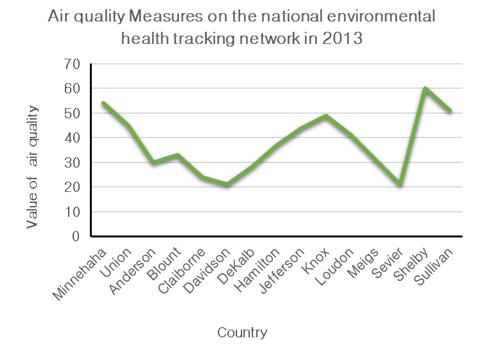 Air quality Measures on the national environmental
health tracking network in 2013
Value of air quality
70
60
50
40
30
20
10
0
Minnehaha
Union
Anderson
Blount
Claiborne
Davidson
DeKalb
Hamilton
Jefferson
Knox
Loudon
Meigs
Sevier
Shelby
Sullivan
Country